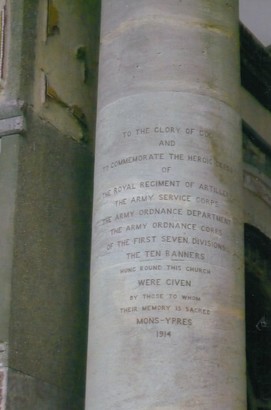 TO THE GLORY OF
AND
COMMEMORATE THE HEROIC
OF
THE ROYAL REGIMENT OF ARTILLERY
THE ARMY SERVICE CORPS
THE ARMY ORDNANCE DEPARTMENT
THE ARMY ORDNANCE CORPS
OF THE FIRST SEVEN DIVISIONS
THE TEN BANNERS
HUNG ROUND THIS CHURCH
WERE GIVEN
BY THOSE TO WHOM
THEIR MEMORY IS SACRED
MONS-YPRES
1914